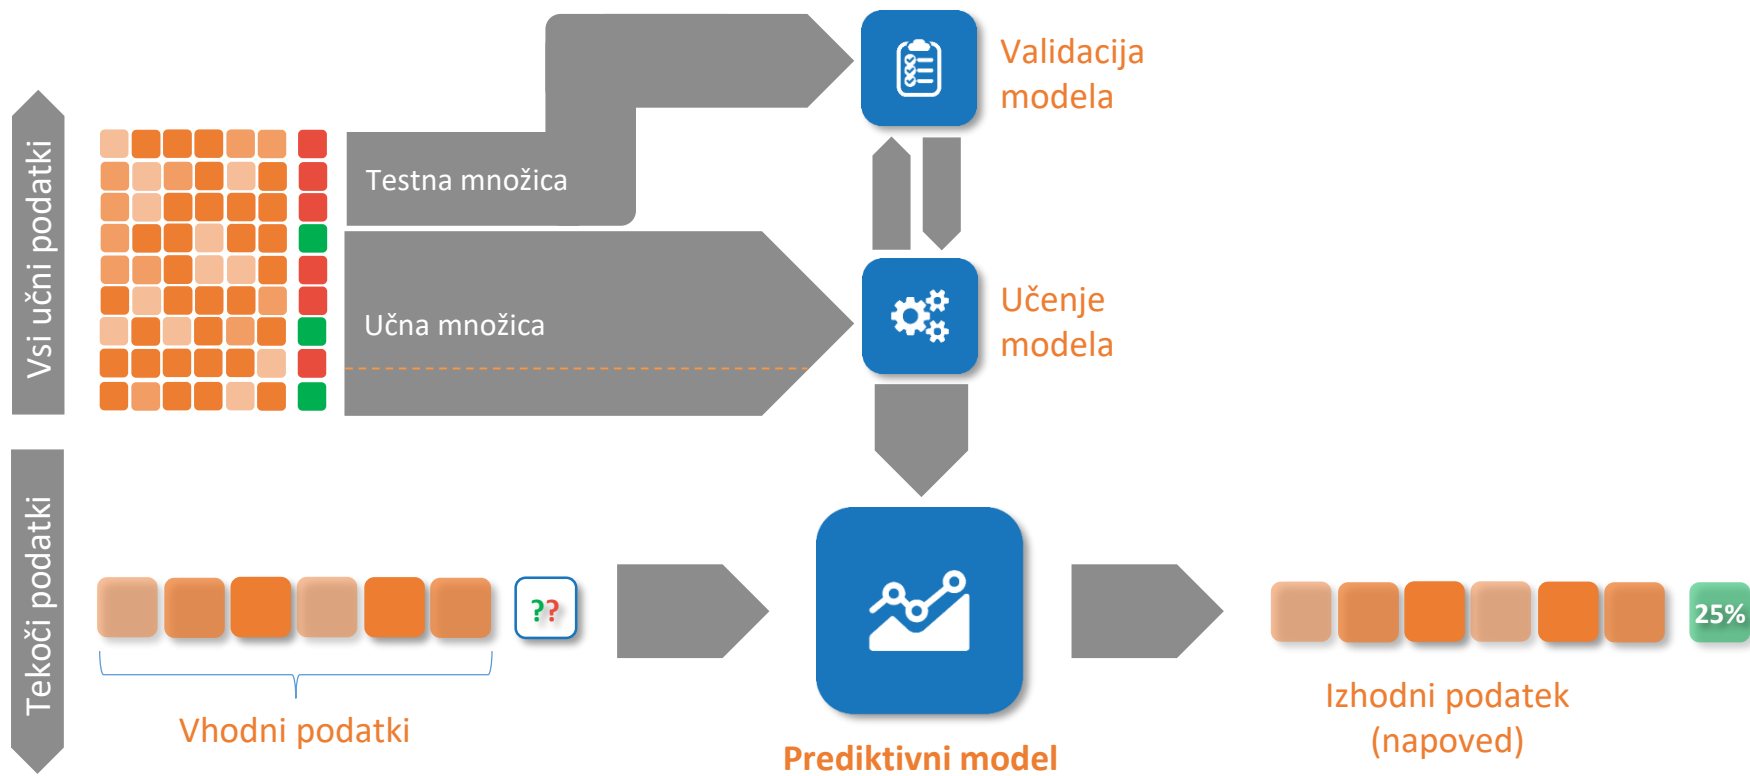 Validacija
modela
Vsi učni podatki
Testna množica
Učna množica
Učenje
modela
Tekoči podatki
??
25%
Vhodni podatki
Prediktivni model
Izhodni podatek
(napoved)